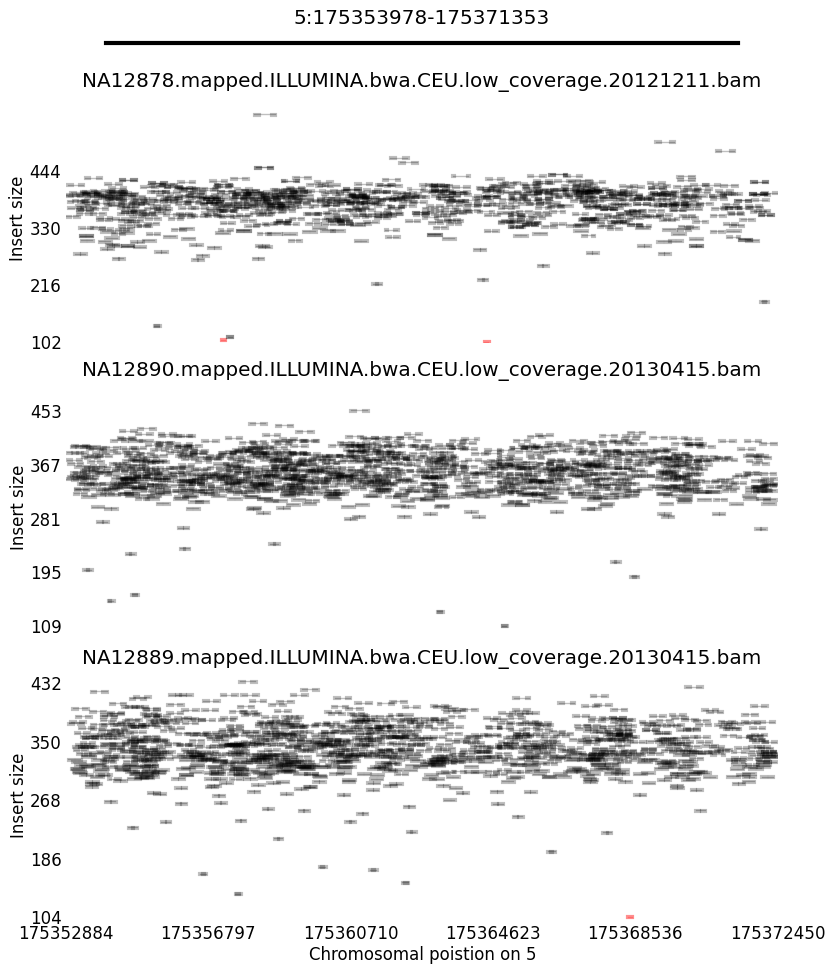 5:175353978-175371353
NA12878.mapped.ILLUMINA.bwa.CEU.low_coverage.20121211.bam
Insert size
444
330
216
102
NA12890.mapped.ILLUMINA.bwa.CEU.low_coverage.20130415.bam
Insert size
453
367
281
195
109
NA12889.mapped.ILLUMINA.bwa.CEU.low_coverage.20130415.bam
Insert size
432
350
268
186
104
175352884 175356797 175360710 175364623 175368536 175372450
Chromosomal poistion on 5